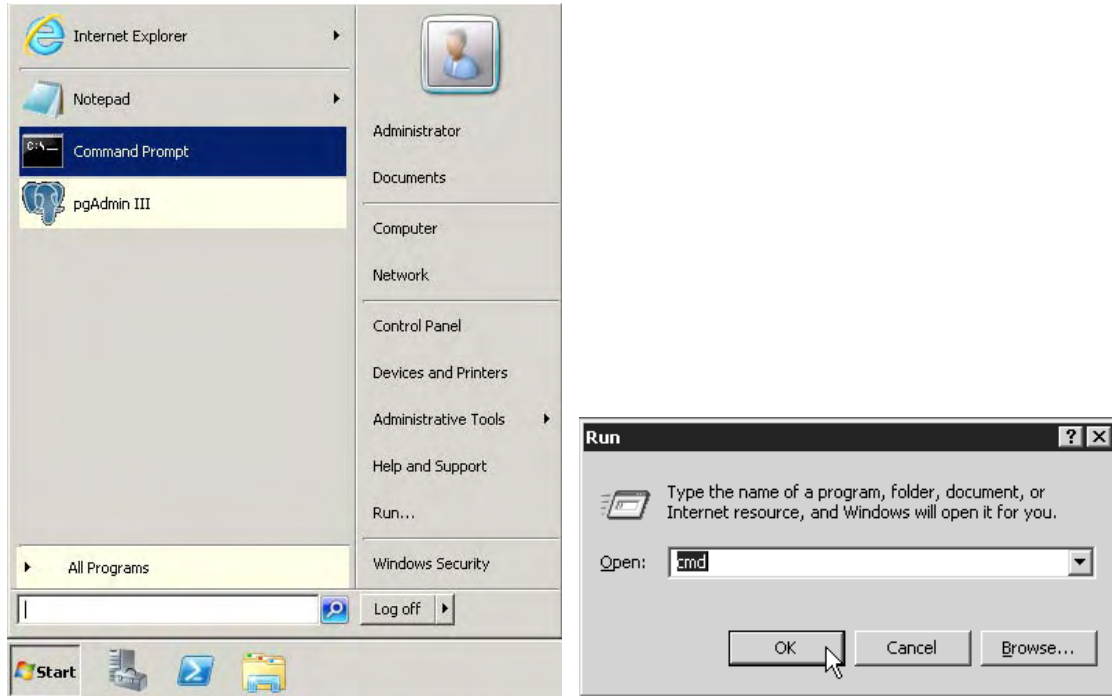 Internet Explorer
Notepad
C:\_
Command Prompt
pgAdmin III
All Programs
Administrator
Documents
Computer
Network
Control Panel
Devices and Printers
Administrative Tools
Help and Support
Run...
Windows Security
Log off
Start
Run
Type the name of a program, folder, document, or
Internet resource, and Windows will open it for you.
Open: cmd
OK Cancel Browse...